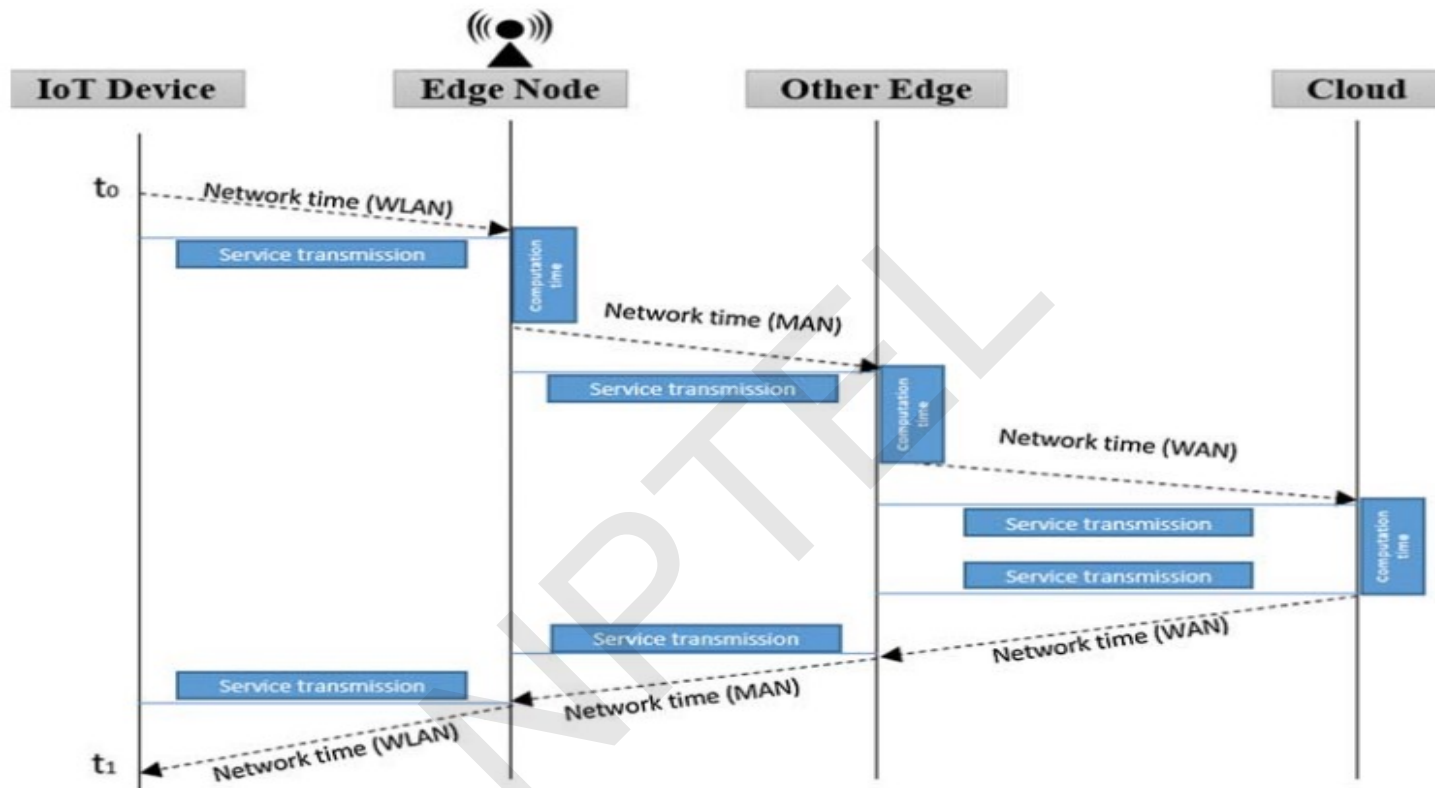 IoT Device
Edge Node
Other Edge
Cloud
t0
Network time (WLAN)
Service transmission
Computation
time
Network time (MAN)
Service transmission
Computation
time
Network time (WAN)
Service transmission
Computation
time
Service transmission
Network time (WAN)
Service transmission
Network time (MAN)
Service transmission
Network time (WLAN)
t1
NPTEL